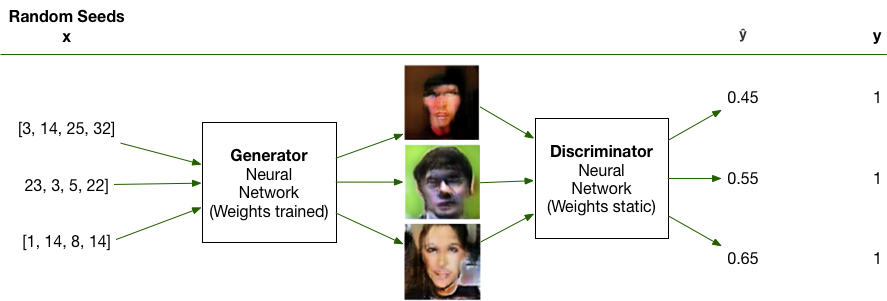 Random Seeds
x
ŷ
y
[3, 14, 25, 32]
23, 3, 5, 22]
[1, 14, 8, 14]
Generator
Neural
Network
(Weights trained)
Discriminator
Neural
Network
(Weights static)
0.45
1
0.55
1
0.65
1